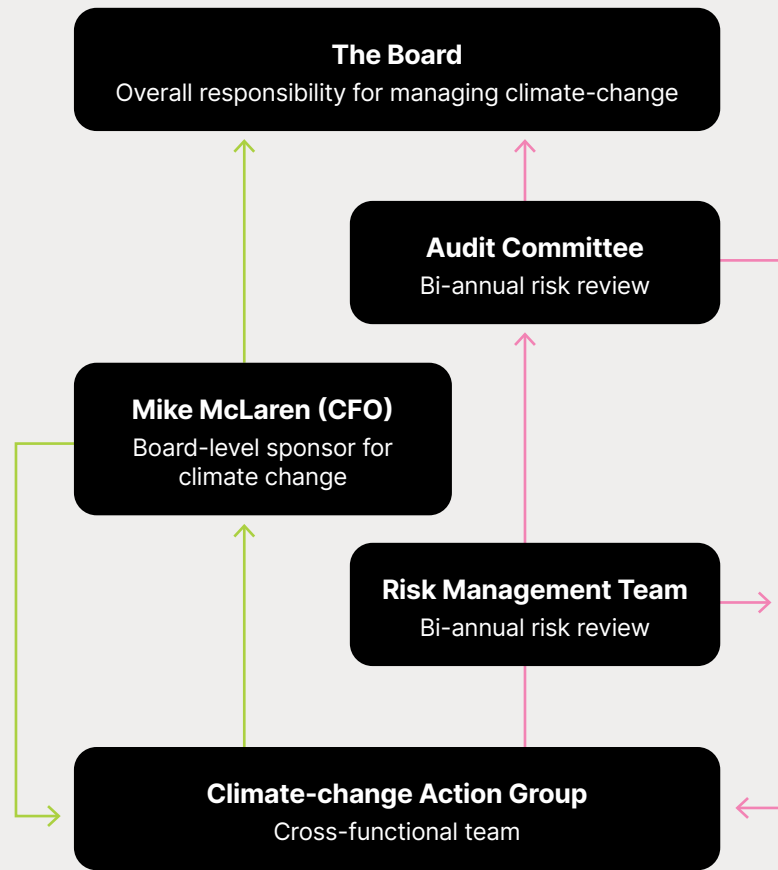 The Board
Overall responsibility for managing climate-change
Audit Committee
Bi-annual risk review
Mike McLaren (CFO)
Board-level sponsor for
climate change
Risk Management Team
Bi-annual risk review
Climate-change Action Group
Cross-functional team